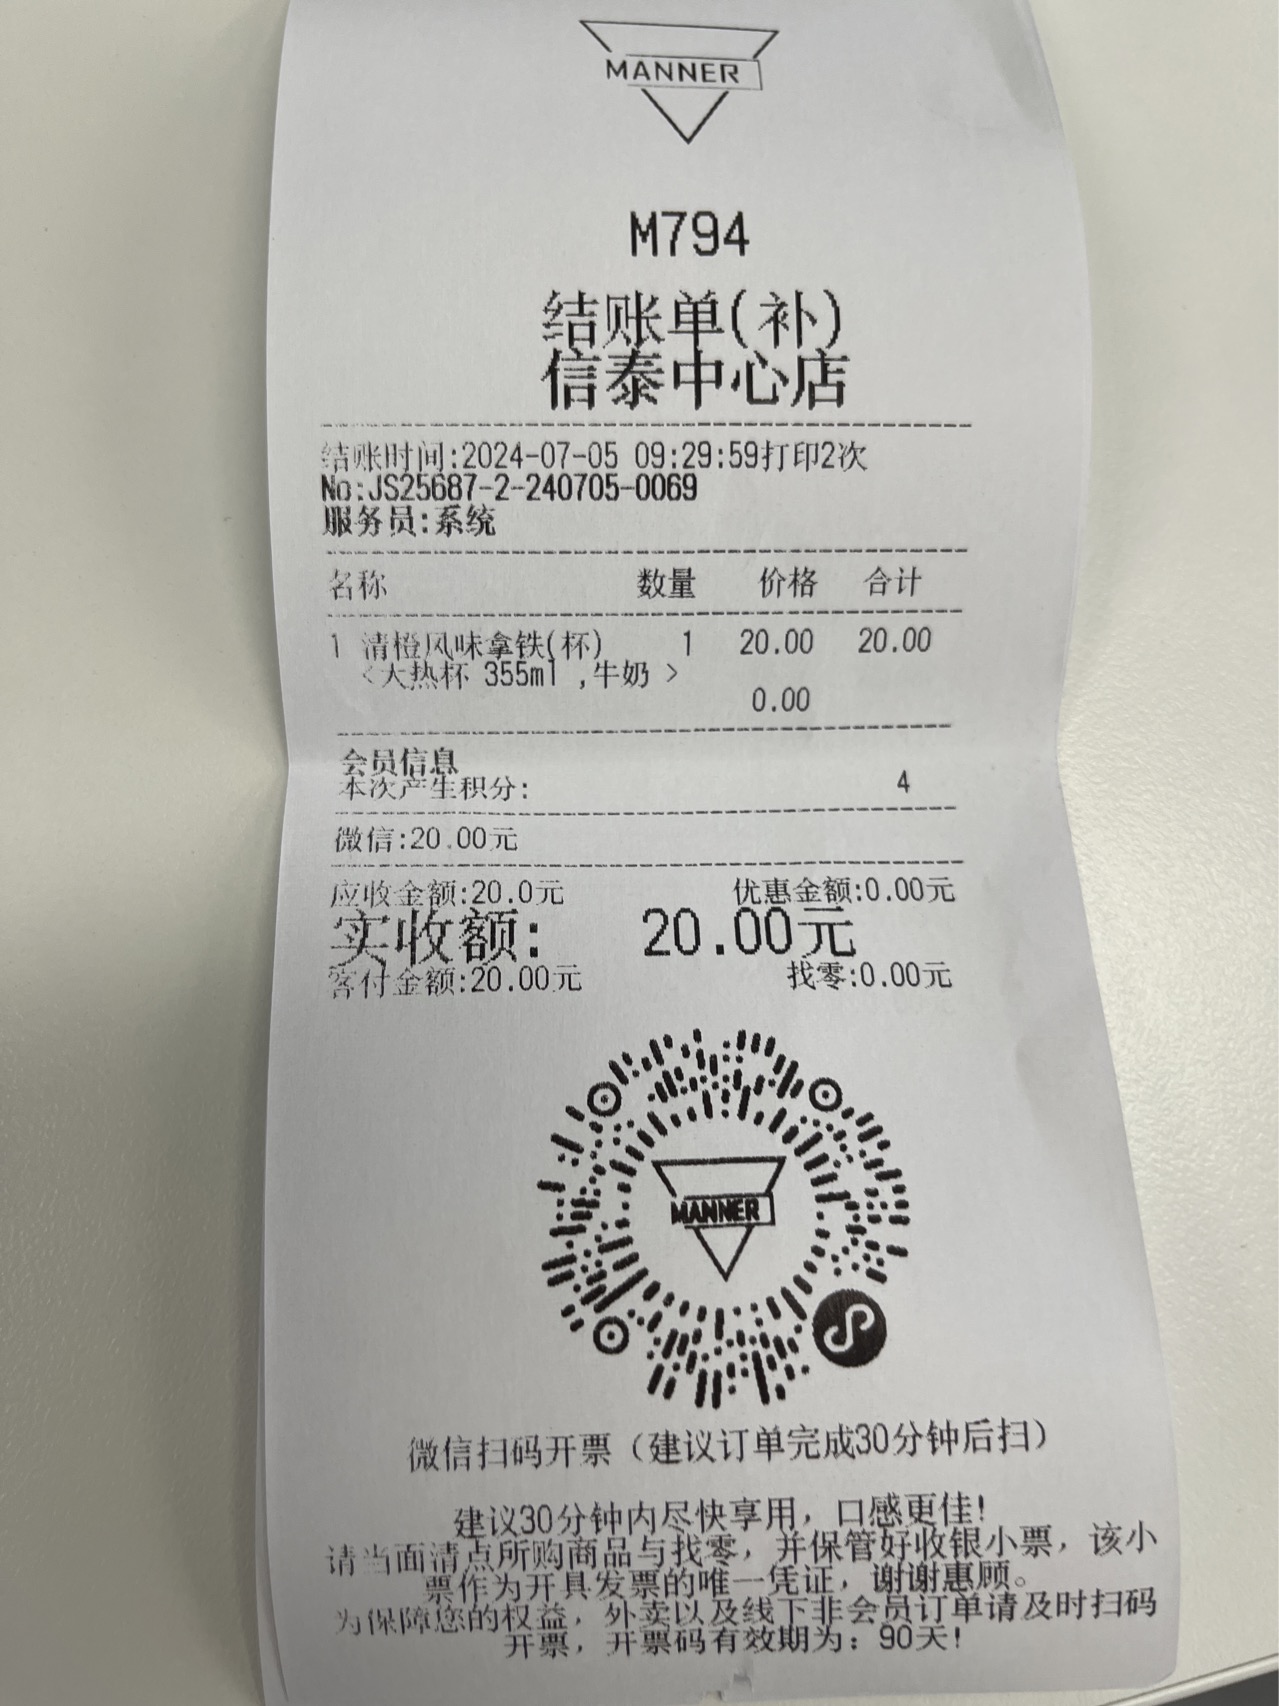 MANNER
M794
结账单(补)
信泰中心店
结账时间:2024-07-05 09:29:59打印2次
No:JS25687-2-240705-0069
服务员:系统
名称 数量 价格 合计
1 清橙风味拿铁(杯) 1 20.00 20.00
<大热杯 355ml ,牛奶 >
0.00
会员信息
本次产生积分: 4
微信:20.00元
应收金额:20.0元 优惠金额:0.00元
实收额: 20.00元
客付金额:20.00元 找零:0.00元
MANNER
微信扫码开票（建议订单完成30分钟后扫）
建议30分钟内尽快享用，口感更佳!
请当面清点所购商品与找零，并保管好收银小票，该小
票作为开具发票的唯一凭证，谢谢惠顾。
为保障您的权益，外卖以及线下非会员订单请及时扫码
开票，开票码有效期为：90天!